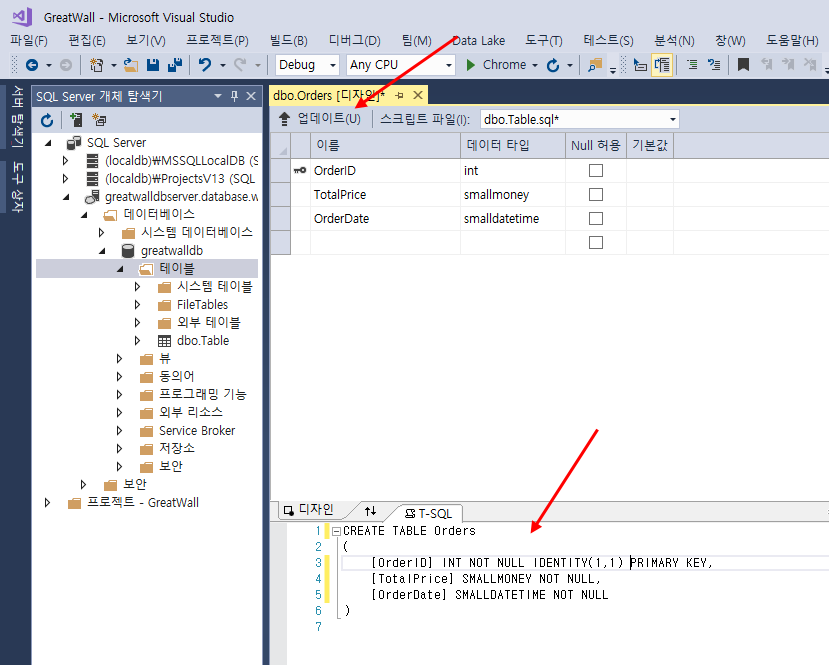 GreatWall - Microsoft Visual Studio
파일(F) 편집(E) 보기(V) 프로젝트(P) 빌드(B) 디버그(D) 팀(M) Data Lake 도구(T) 테스트(S) 분석(N) 창(W) 도움말(H)
Debug Any CPU Chrome
서버 탐색기
도구 상자
SQL Server 개체 탐색기
SQL Server
(localdb)₩MSSQLLocalDB (S
(localdb)₩ProjectsV13 (SQL
greatwalldbserver.database.w
데이터베이스
시스템 데이터베이스
greatwalldb
테이블
시스템 테이블
FileTables
외부 테이블
dbo.Table
뷰
동의어
프로그래밍 기능
외부 리소스
Service Broker
저장소
보안
보안
프로젝트 - GreatWall
dbo.Orders [디자인]*
업데이트(U) 스크립트 파일(I): dbo.Table.sql*
이름 데이터 타입 Null 허용 기본값
OrderID int
TotalPrice smallmoney
OrderDate smalldatetime
디자인 T-SQL
1 CREATE TABLE Orders
2 (
3 [OrderID] INT NOT NULL IDENTITY(1,1) PRIMARY KEY,
4 [TotalPrice] SMALLMONEY NOT NULL,
5 [OrderDate] SMALLDATETIME NOT NULL
6 )
7